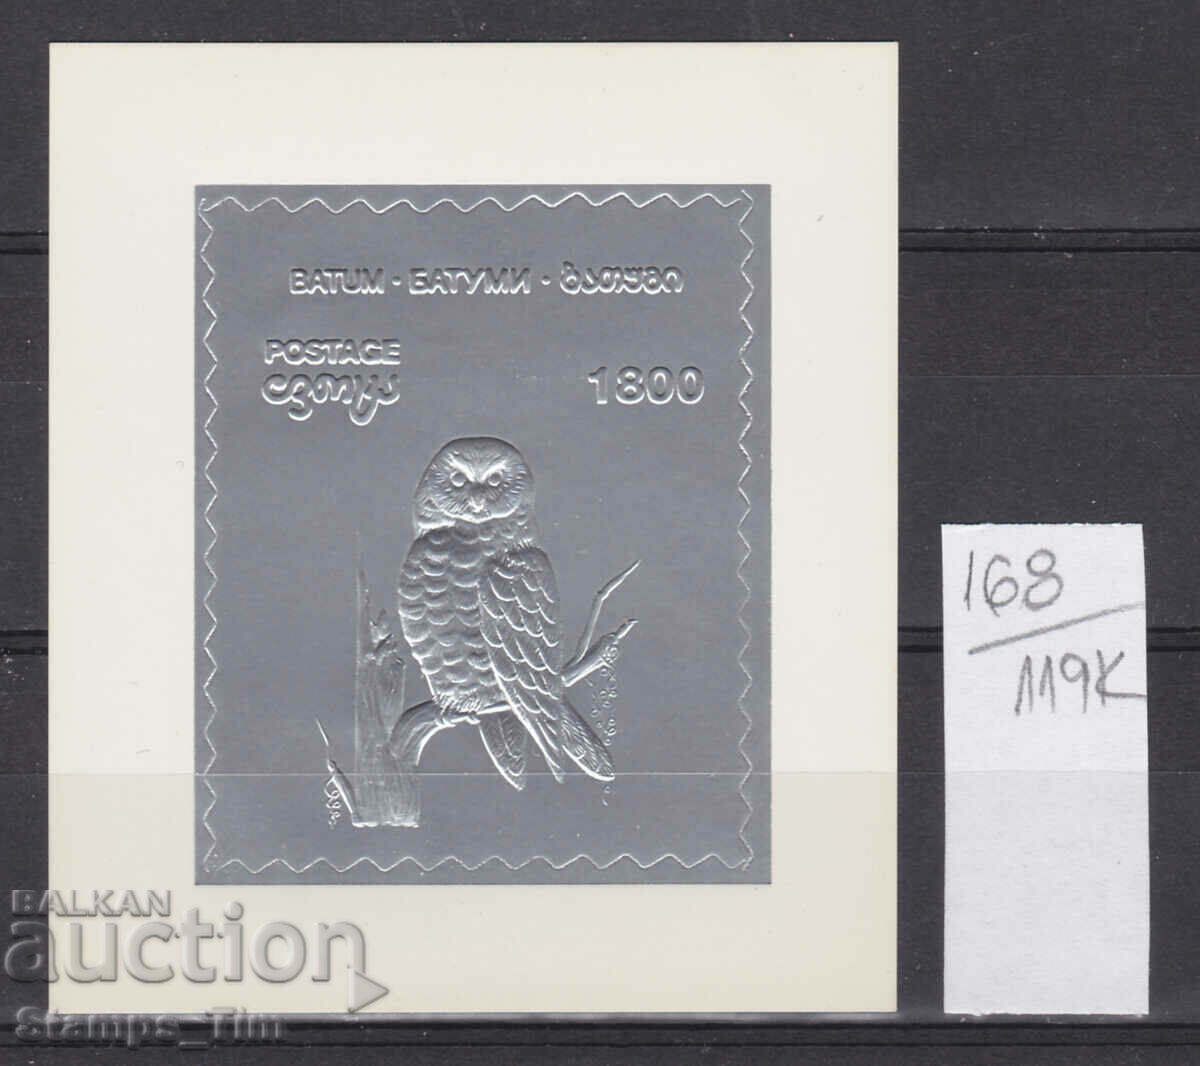 BATUM · БАТУМИ · ბათუმი
POSTAGE
ფოსტა
1800
168
119K
BALKAN
auction
Stamps_Tim